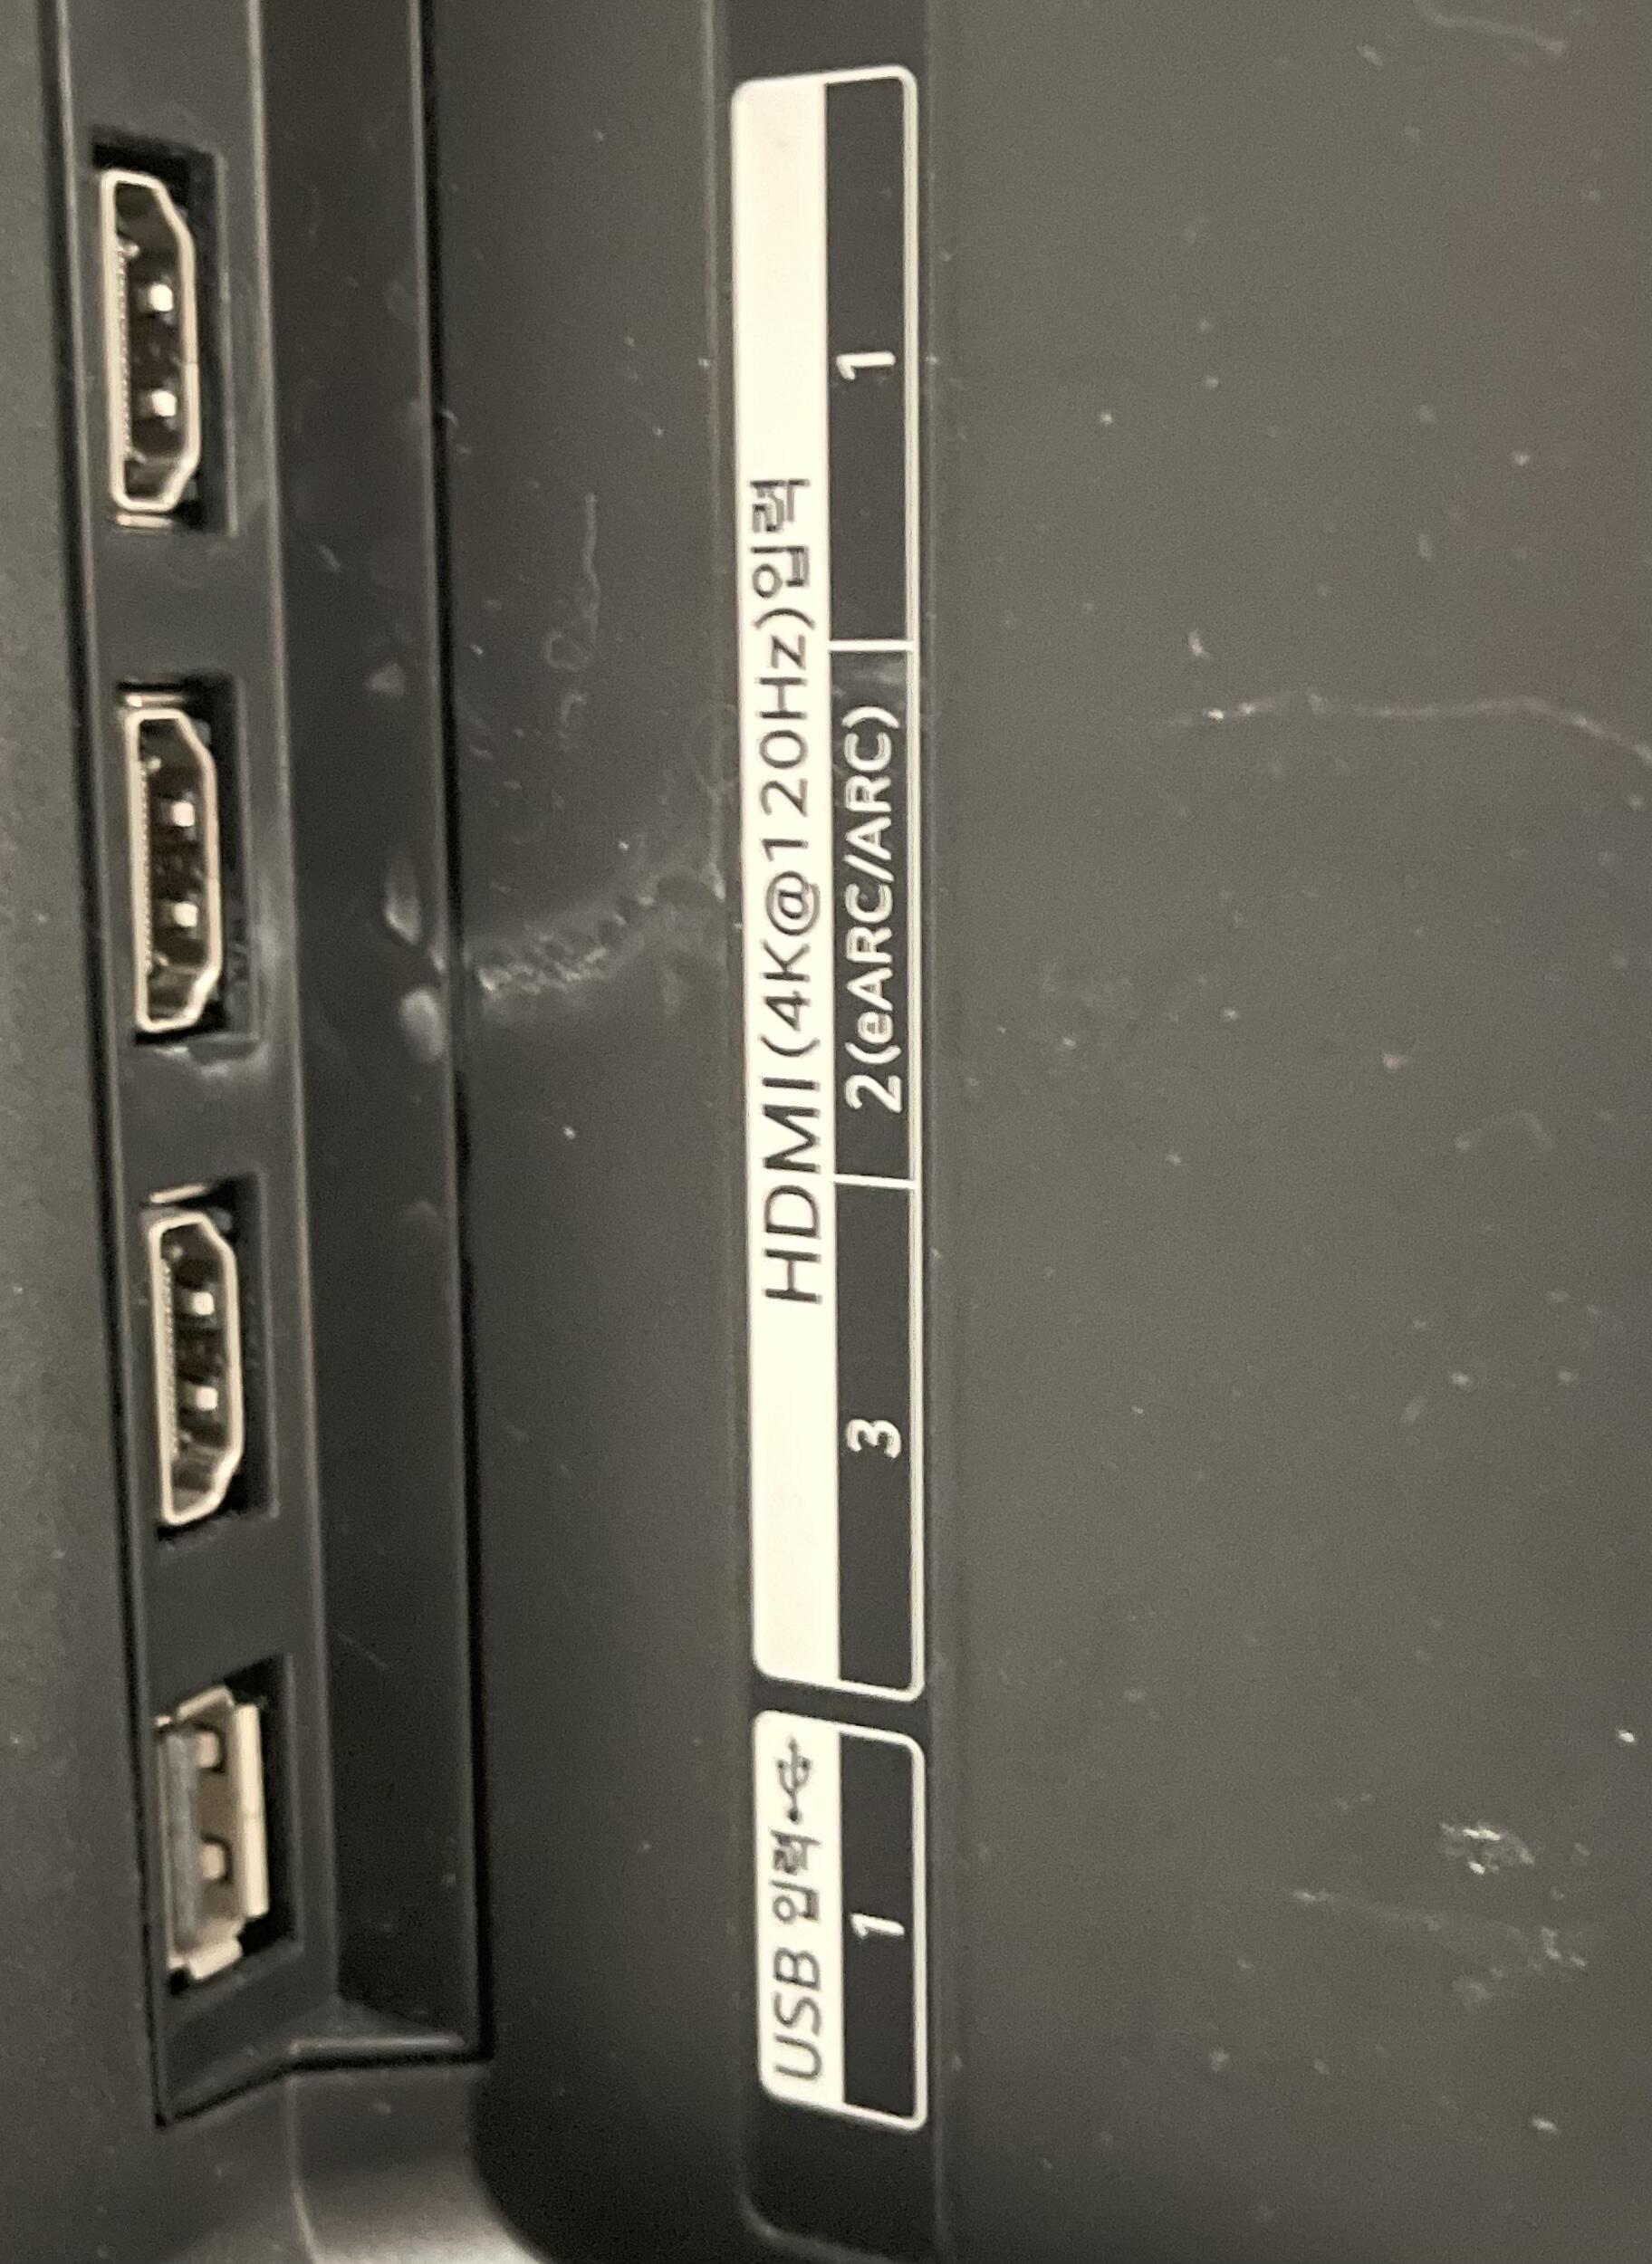 HDMI(4K@120Hz)입력
3
2(eARC/ARC)
1
USB 입력
1